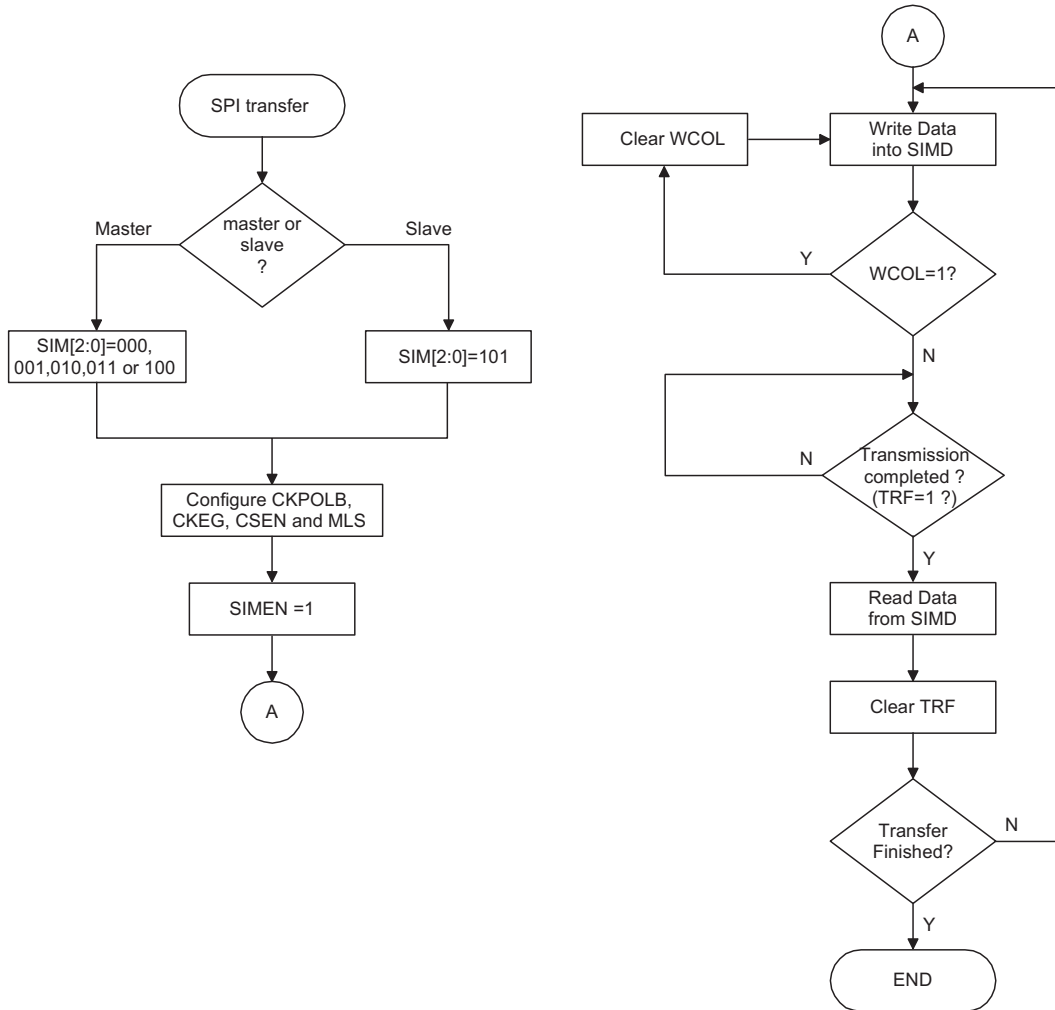 SPI transfer
master or
slave
?
Master
Slave
SIM[2:0]=000,
001,010,011 or 100
SIM[2:0]=101
Configure CKPOLB,
CKEG, CSEN and MLS
SIMEN =1
A
A
Clear WCOL
Write Data
into SIMD
Y
WCOL=1?
N
N
Transmission
completed ?
(TRF=1 ?)
Y
Read Data
from SIMD
Clear TRF
Transfer
Finished?
N
Y
END